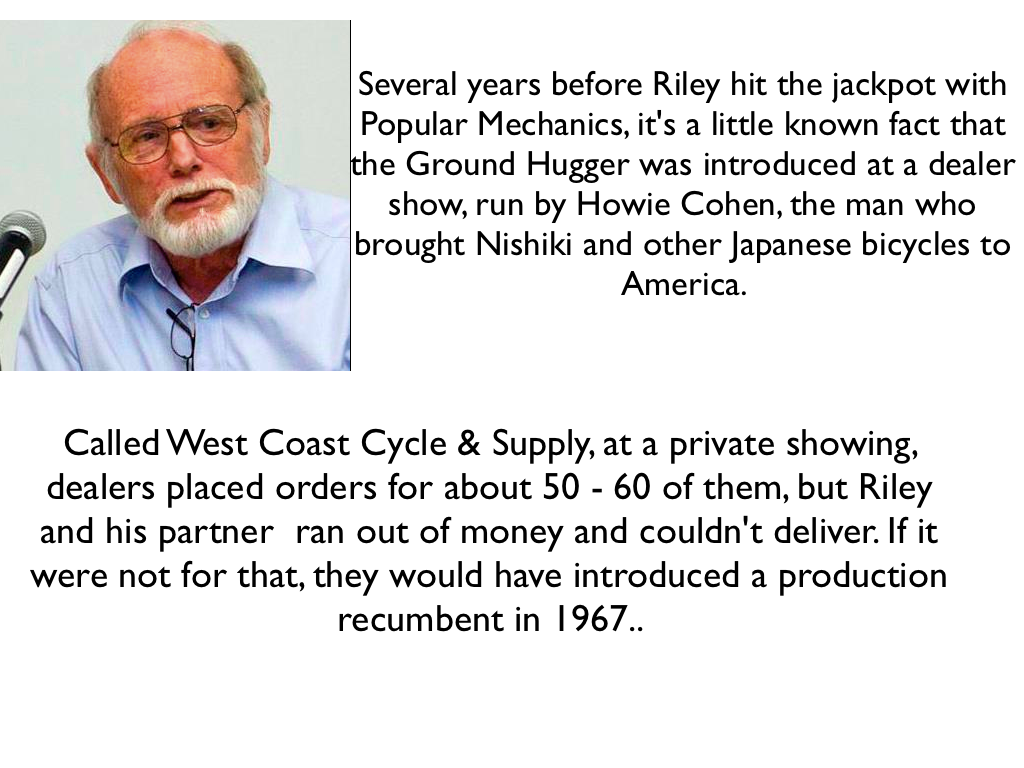 Several years before Riley hit the jackpot with
Popular Mechanics, it's a little known fact that
the Ground Hugger was introduced at a dealer
show, run by Howie Cohen, the man who
brought Nishiki and other Japanese bicycles to
America.
Called West Coast Cycle & Supply, at a private showing,
dealers placed orders for about 50 - 60 of them, but Riley
and his partner  ran out of money and couldn't deliver. If it
were not for that, they would have introduced a production
recumbent in 1967..